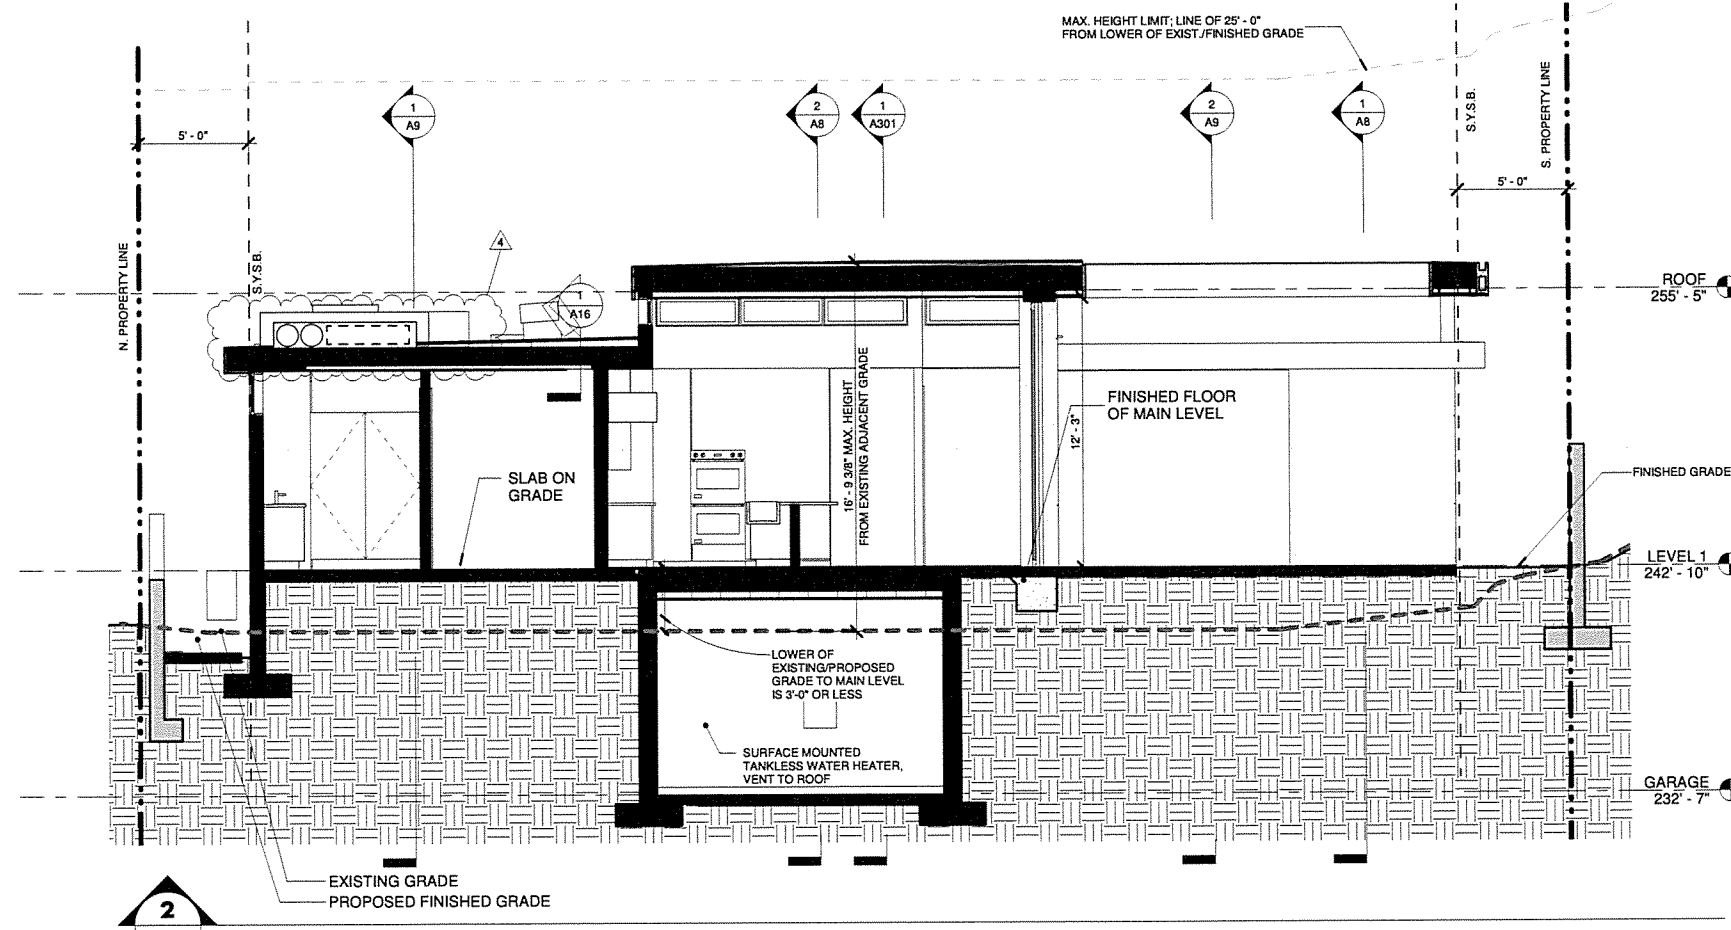 MAX. HEIGHT LIMIT; LINE OF 25' - 0"
FROM LOWER OF EXIST./FINISHED GRADE
1
A9
2
A8
1
A301
2
A9
1
A8
5' - 0"
5' - 0"
N. PROPERTY LINE
S.Y.S.B.
S.Y.S.B.
S. PROPERTY LINE
4
1
A16
ROOF
255' - 5"
16' - 9 3/8" MAX. HEIGHT
FROM EXISTING ADJACENT GRADE
FINISHED FLOOR
OF MAIN LEVEL
12' - 3"
SLAB ON
GRADE
FINISHED GRADE
LEVEL 1
242' - 10"
LOWER OF
EXISTING/PROPOSED
GRADE TO MAIN LEVEL
IS 3'-0" OR LESS
SURFACE MOUNTED
TANKLESS WATER HEATER,
VENT TO ROOF
GARAGE
232' - 7"
EXISTING GRADE
PROPOSED FINISHED GRADE
2